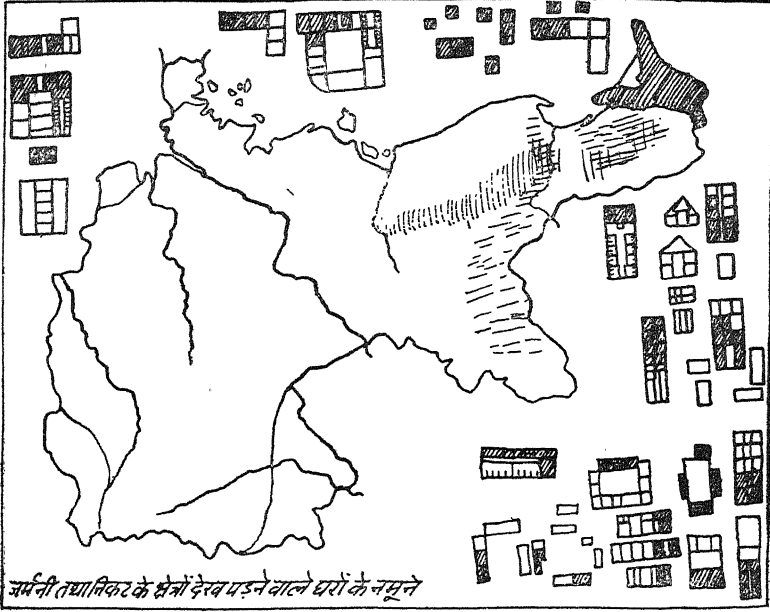 जर्मनी तथा निकट के क्षेत्रों देख पड़ने वाले घरों के नमूने